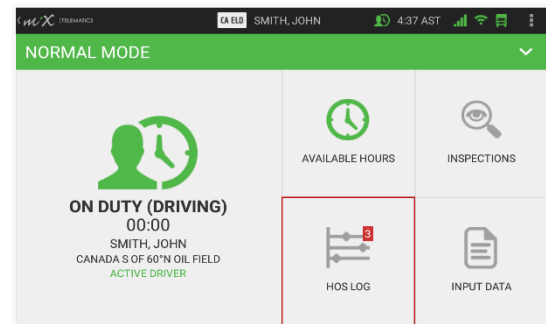 mX TELEMATICS CA ELD SMITH, JOHN 4:37 AST
NORMAL MODE
ON DUTY (DRIVING)
00:00
SMITH, JOHN
CANADA S OF 60°N OIL FIELD
ACTIVE DRIVER
AVAILABLE HOURS
INSPECTIONS
3
HOS LOG
INPUT DATA